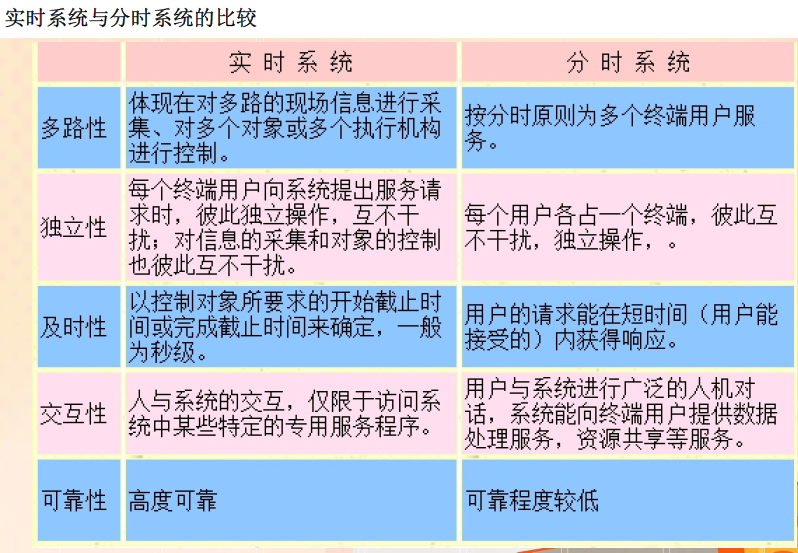 实时系统与分时系统的比较
实 时 系 统
分 时 系 统
多路性
体现在对多路的现场信息进行采
集、对多个对象或多个执行机构
进行控制。
按分时原则为多个终端用户服
务。
独立性
每个终端用户向系统提出服务请
求时，彼此独立操作，互不干
扰；对信息的采集和对象的控制
也彼此互不干扰。
每个用户各占一个终端，彼此互
不干扰，独立操作，。
及时性
以控制对象所要求的开始截止时
间或完成截止时间来确定，一般
为秒级。
用户的请求能在短时间（用户能
接受的）内获得响应。
交互性
人与系统的交互，仅限于访问系
统中某些特定的专用服务程序。
用户与系统进行广泛的人机对
话，系统能向终端用户提供数据
处理服务，资源共享等服务。
可靠性
高度可靠
可靠程度较低